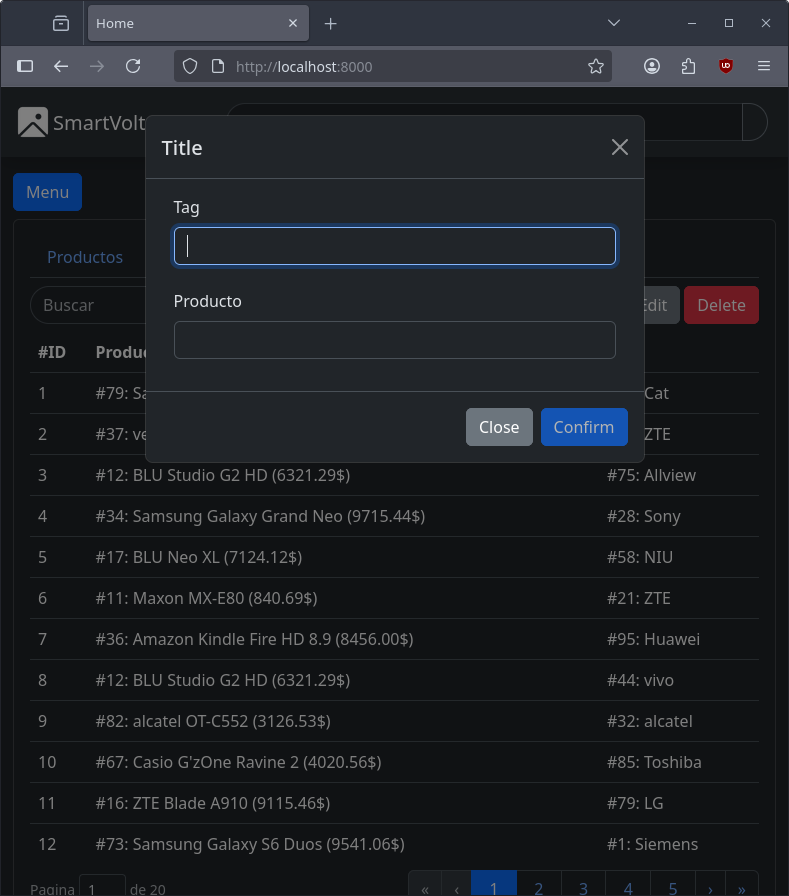 Home
http://localhost:8000
SmartVolt
Title
Menu
Tag
Productos
Producto
Buscar
Edit
Delete
#ID
Close
Confirm
1 #79: Cat
2 #37: ZTE
3 #12: BLU Studio G2 HD (6321.29$) #75: Allview
4 #34: Samsung Galaxy Grand Neo (9715.44$) #28: Sony
5 #17: BLU Neo XL (7124.12$) #58: NIU
6 #11: Maxon MX-E80 (840.69$) #21: ZTE
7 #36: Amazon Kindle Fire HD 8.9 (8456.00$) #95: Huawei
8 #12: BLU Studio G2 HD (6321.29$) #44: vivo
9 #82: alcatel OT-C552 (3126.53$) #32: alcatel
10 #67: Casio G'zOne Ravine 2 (4020.56$) #85: Toshiba
11 #16: ZTE Blade A910 (9115.46$) #79: LG
12 #73: Samsung Galaxy S6 Duos (9541.06$) #1: Siemens
Pagina 1 de 20 « ‹ 1 2 3 4 5 › »